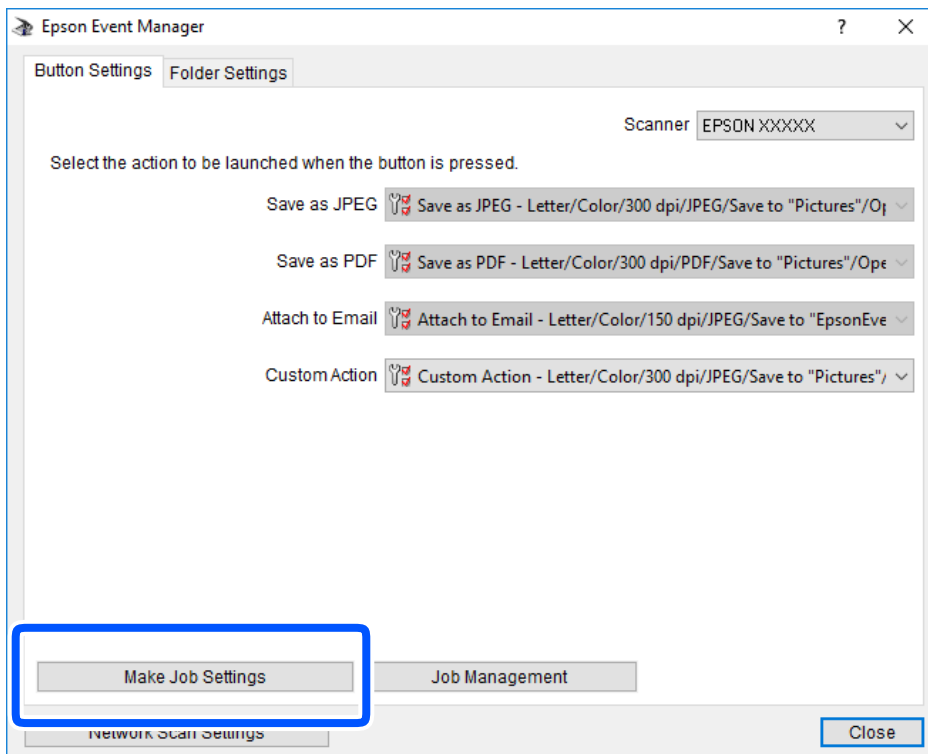 Epson Event Manager
Button Settings
Folder Settings
Scanner EPSON XXXXX
Select the action to be launched when the button is pressed.
Save as JPEG Save as JPEG - Letter/Color/300 dpi/JPEG/Save to "Pictures"/Op
Save as PDF Save as PDF - Letter/Color/300 dpi/PDF/Save to "Pictures"/Ope
Attach to Email Attach to Email - Letter/Color/150 dpi/JPEG/Save to "EpsonEve
Custom Action Custom Action - Letter/Color/300 dpi/JPEG/Save to "Pictures"/
Make Job Settings
Job Management
Network Scan Settings
Close